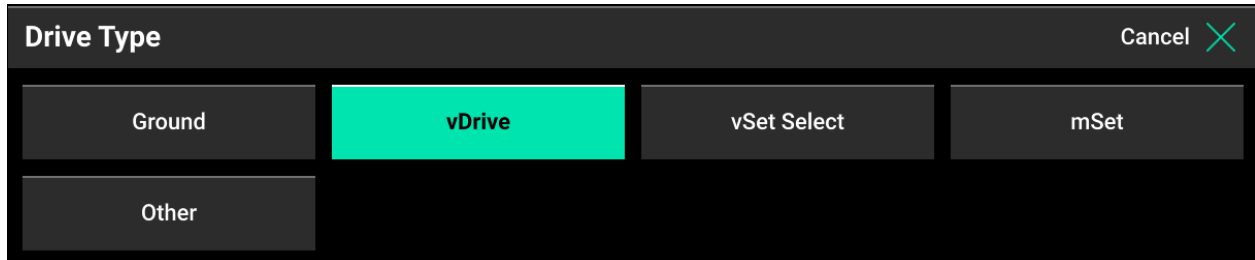 Drive Type
Cancel
Ground
vDrive
vSet Select
mSet
Other